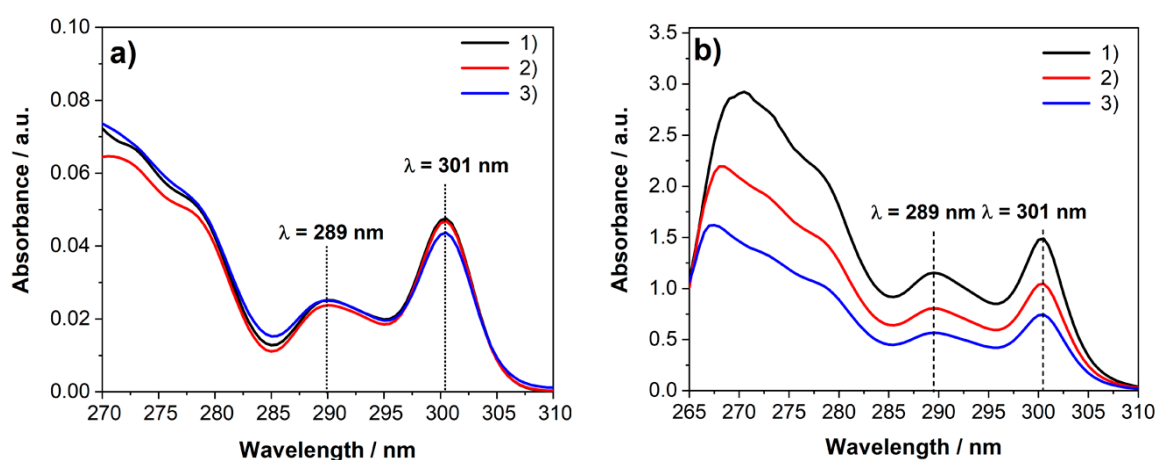 a)
1)
2)
3)
λ = 301 nm
λ = 289 nm
0.10
0.08
0.06
0.04
0.02
0.00
270 275 280 285 290 295 300 305 310
Absorbance / a.u.
Wavelength / nm
b)
1)
2)
3)
λ = 289 nm λ = 301 nm
3.5
3.0
2.5
2.0
1.5
1.0
0.5
0.0
265 270 275 280 285 290 295 300 305 310
Absorbance / a.u.
Wavelength / nm